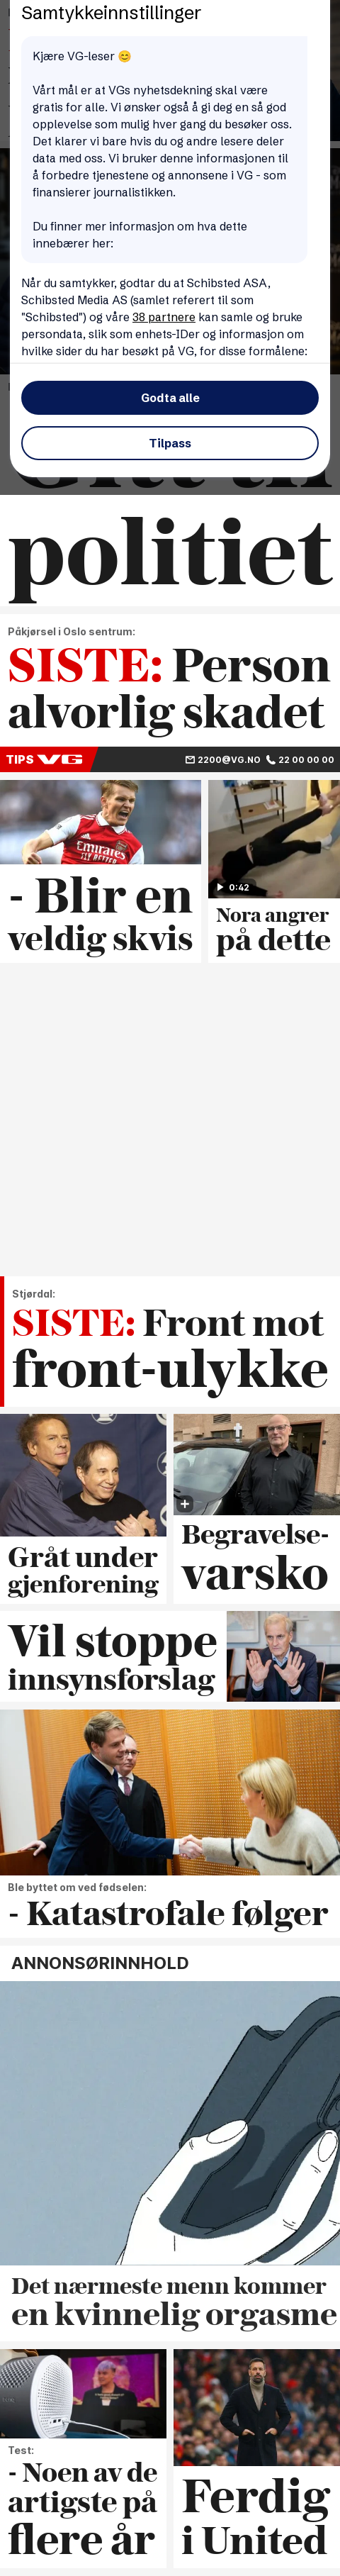 Samtykkeinnstillinger
Kjære VG-leser 😊
Vårt mål er at VGs nyhetsdekning skal være
gratis for alle. Vi ønsker også å gi deg en så god
opplevelse som mulig hver gang du besøker oss.
Det klarer vi bare hvis du og andre lesere deler
data med oss. Vi bruker denne informasjonen til
å forbedre tjenestene og annonsene i VG - som
finansierer journalistikken.
Du finner mer informasjon om hva dette
innebærer her:
Når du samtykker, godtar du at Schibsted ASA,
Schibsted Media AS (samlet referert til som
"Schibsted") og våre 38 partnere kan samle og bruke
persondata, slik som enhets-IDer og informasjon om
hvilke sider du har besøkt på VG, for disse formålene:
Godta alle
Tilpass
politiet
Påkjørsel i Oslo sentrum:
SISTE: Person
alvorlig skadet
TIPS VG 2200@VG.NO 22 00 00 00
0:42
- Blir en
veldig skvis
Nora angrer
på dette
Stjørdal:
SISTE: Front mot
front-ulykke
Gråt under
gjenforening
Begravelse-
varsko
Vil stoppe
innsynsforslag
Ble byttet om ved fødselen:
- Katastrofale følger
ANNONSØRINNHOLD
Det nærmeste menn kommer
en kvinnelig orgasme
Test:
- Noen av de
artigste på
flere år
Ferdig
i United